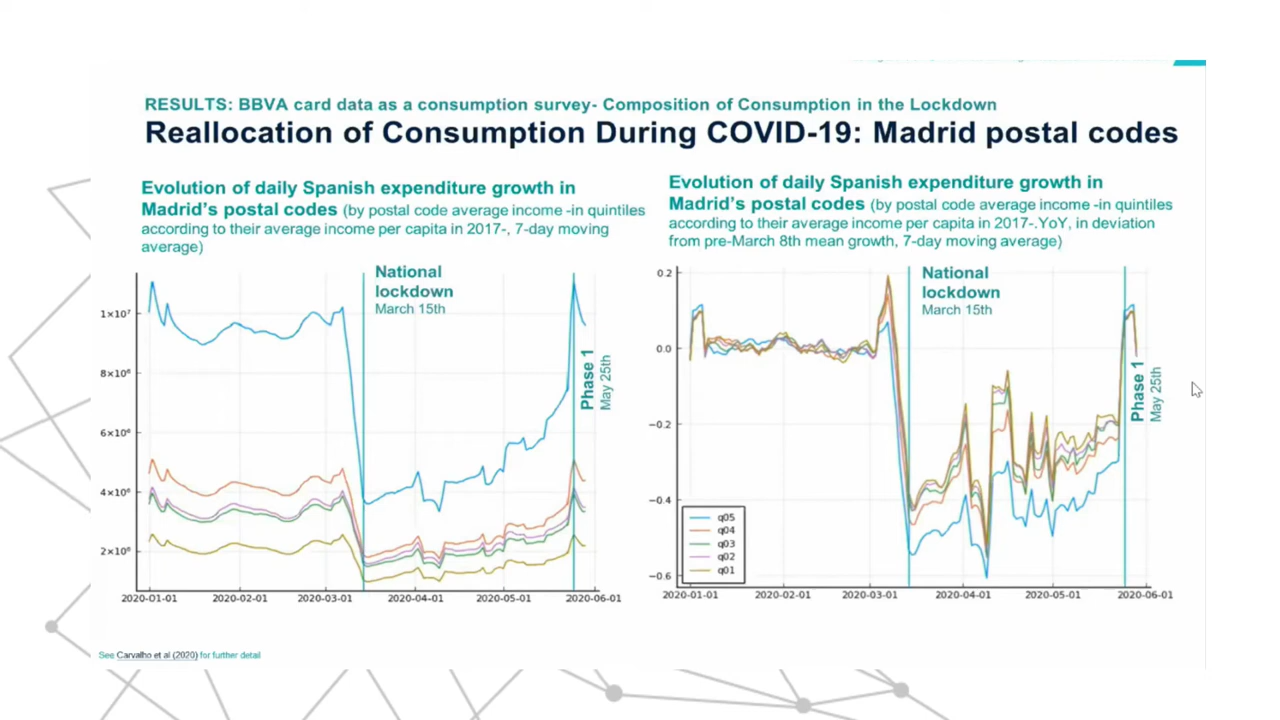 RESULTS: BBVA card data as a consumption survey- Composition of Consumption in the Lockdown
Reallocation of Consumption During COVID-19: Madrid postal codes
Evolution of daily Spanish expenditure growth in
Madrid's postal codes (by postal code average income -in quintiles
according to their average income per capita in 2017-, 7-day moving
average)
National
lockdown
March 15th
1×10⁷
8×10⁶
6×10⁶
4×10⁶
2×10⁶
Phase 1
May 25th
2020-01-01
2020-02-01
2020-03-01
2020-04-01
2020-05-01
2020-06-01
Evolution of daily Spanish expenditure growth in
Madrid's postal codes (by postal code average income -in quintiles
according to their average income per capita in 2017-.YoY, in deviation
from pre-March 8th mean growth, 7-day moving average)
National
lockdown
March 15th
0.2
0.0
−0.2
−0.4
−0.6
q05
q04
q03
q02
q01
Phase 1
May 25th
2020-01-01
2020-02-01
2020-03-01
2020-04-01
2020-05-01
2020-06-01
See Carvalho et al (2020) for further detail